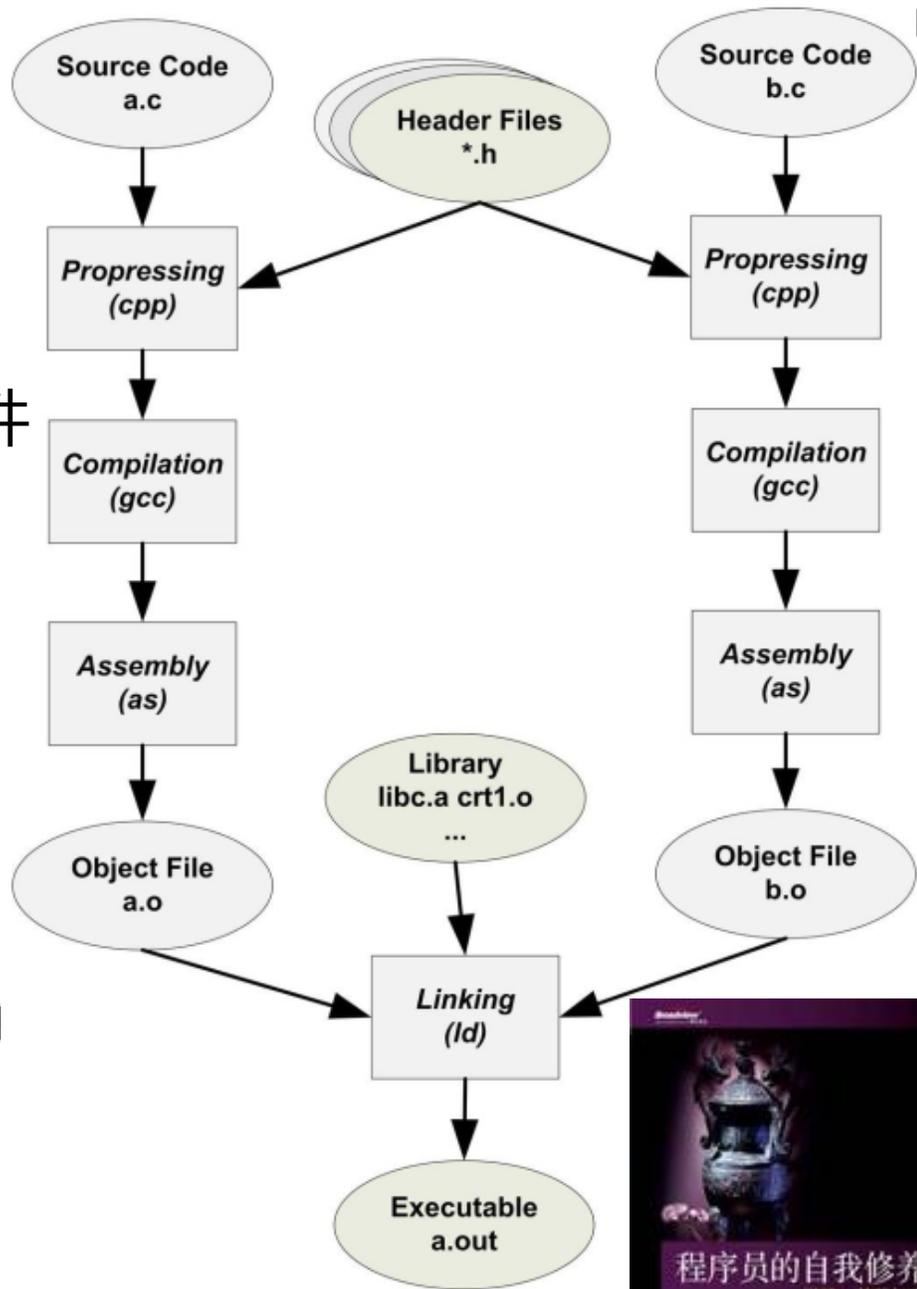 Source Code
a.c
Header Files
*.h
Source Code
b.c
Propressing
(cpp)
Propressing
(cpp)
Compilation
(gcc)
Compilation
(gcc)
Assembly
(as)
Assembly
(as)
Library
libc.a crt1.o
...
Object File
a.o
Object File
b.o
Linking
(ld)
Executable
a.out
Broadview
程序员的自我修养